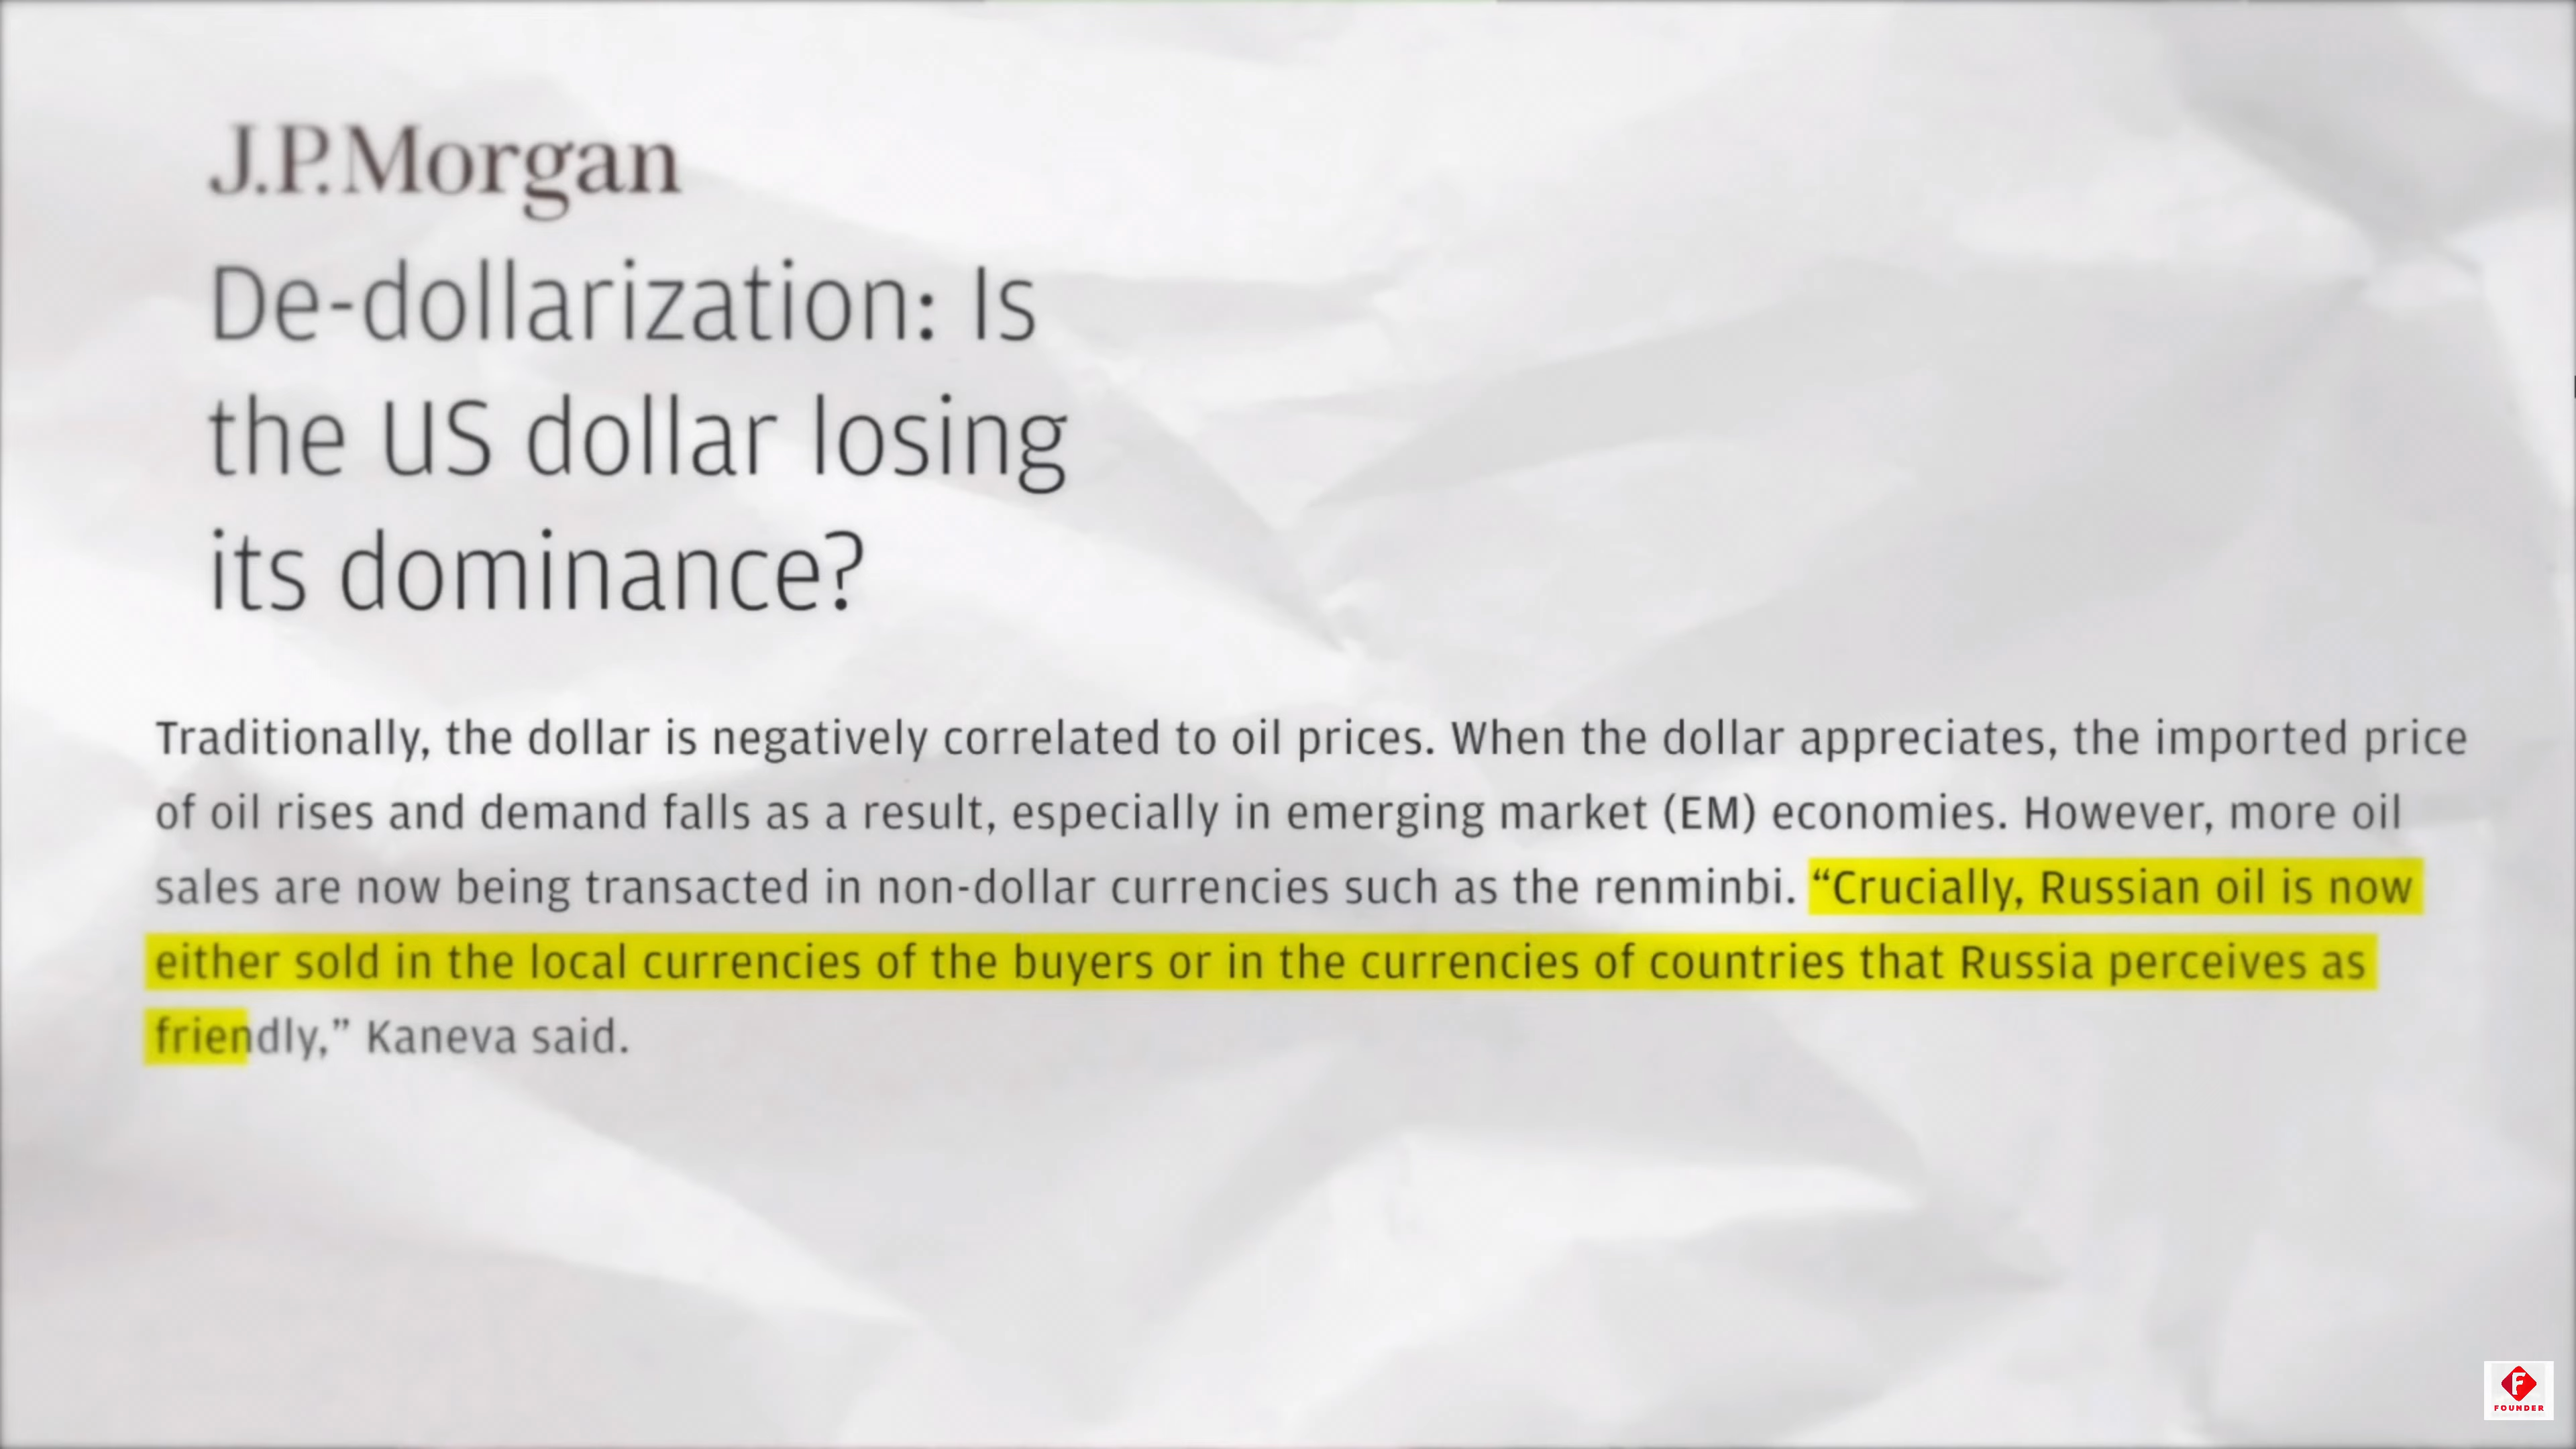 J.P.Morgan
De-dollarization: Is
the US dollar losing
its dominance?
Traditionally, the dollar is negatively correlated to oil prices. When the dollar appreciates, the imported price
of oil rises and demand falls as a result, especially in emerging market (EM) economies. However, more oil
sales are now being transacted in non-dollar currencies such as the renminbi. “Crucially, Russian oil is now
either sold in the local currencies of the buyers or in the currencies of countries that Russia perceives as
friendly,” Kaneva said.
F
FOUNDER